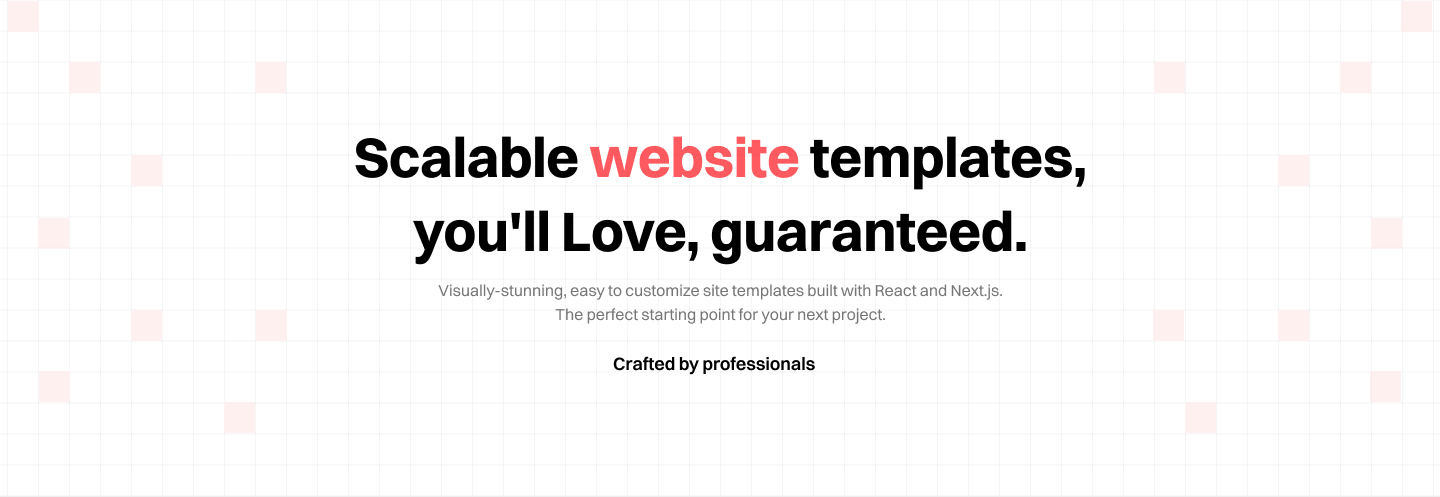 Scalable website templates,
you'll Love, guaranteed.
Visually-stunning, easy to customize site templates built with React and Next.js.
The perfect starting point for your next project.
Crafted by professionals